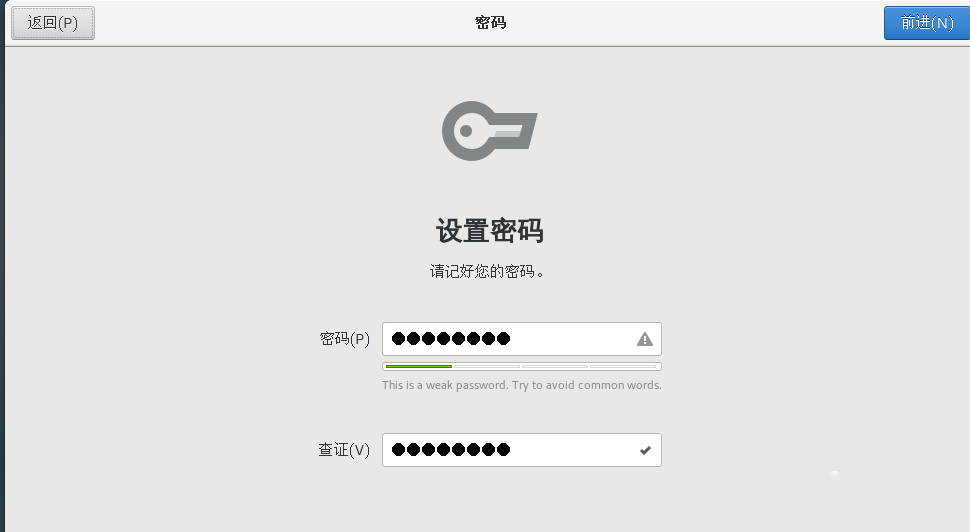 返回(P) 密码 前进(N)
设置密码
请记好您的密码。
密码(P) ●●●●●●●●
This is a weak password. Try to avoid common words.
查证(V) ●●●●●●●●